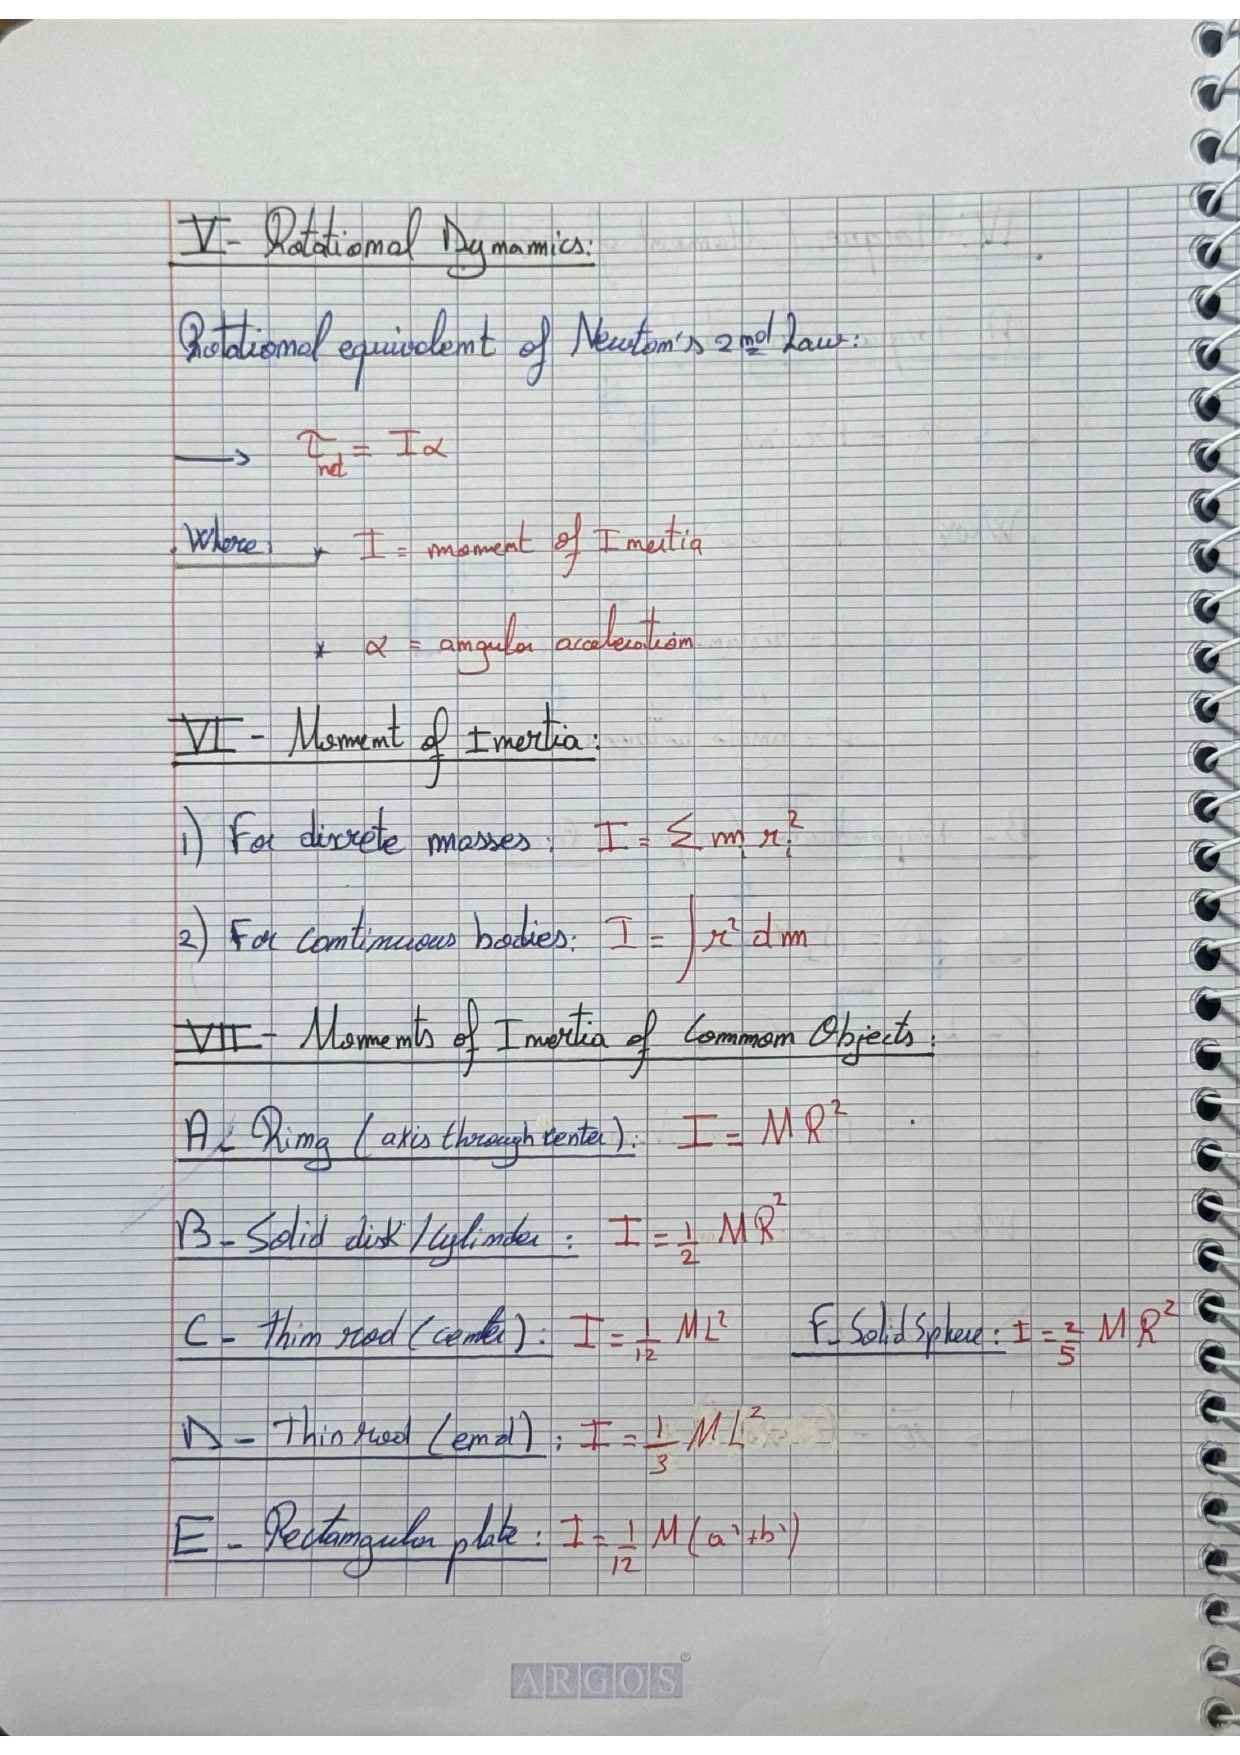 V- Rotational Dynamics:
Rotational equivalent of Newton's 2nd Law:
→ τnet = Iα
Where: * I = moment of Inertia
* α = angular acceleration
VI - Moment of Inertia:
1) For discrete masses: I = Σ mᵢ rᵢ²
2) For continuous bodies: I = ∫ r² dm
VII - Moments of Inertia of Common Objects:
A- Ring (axis through center): I = MR²
B- Solid disk/Cylinder: I = 1/2 MR²
C - thin rod (center): I = 1/12 ML² F- Solid Sphere: I = 2/5 MR²
D - Thin rod (end): I = 1/3 ML²
E - Rectangular plate: I = 1/12 M(a²+b²)
ARGOS®